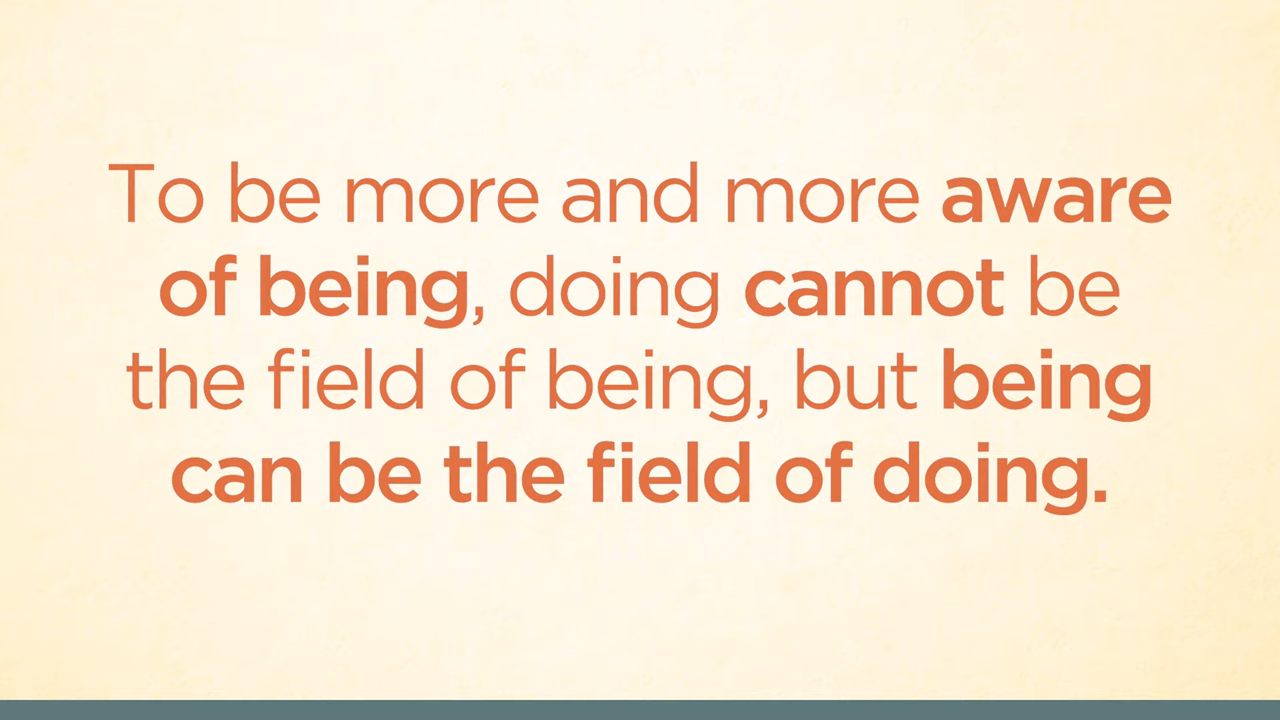 To be more and more aware
of being, doing cannot be
the field of being, but being
can be the field of doing.